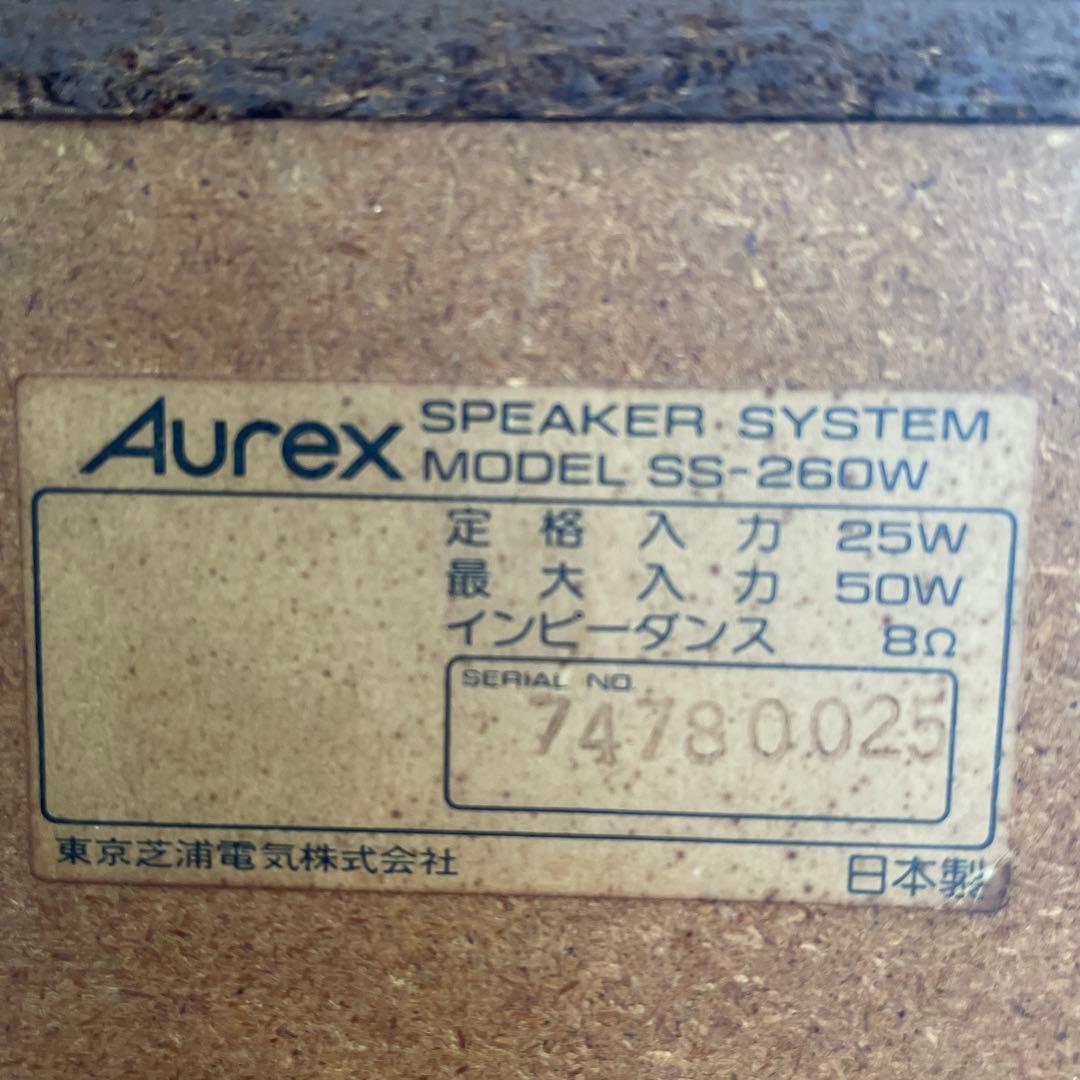 Aurex SPEAKER SYSTEM
MODEL SS-260W
定格入力 25W
最大入力 50W
インピーダンス 8Ω
SERIAL NO.
74780025
東京芝浦電気株式会社 日本製